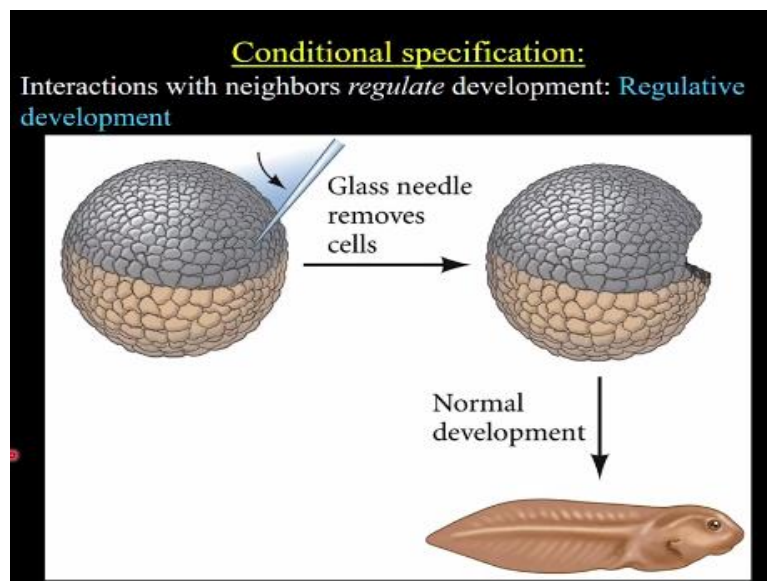 Conditional specification:
Interactions with neighbors regulate development: Regulative
development
Glass needle
removes
cells
Normal
development